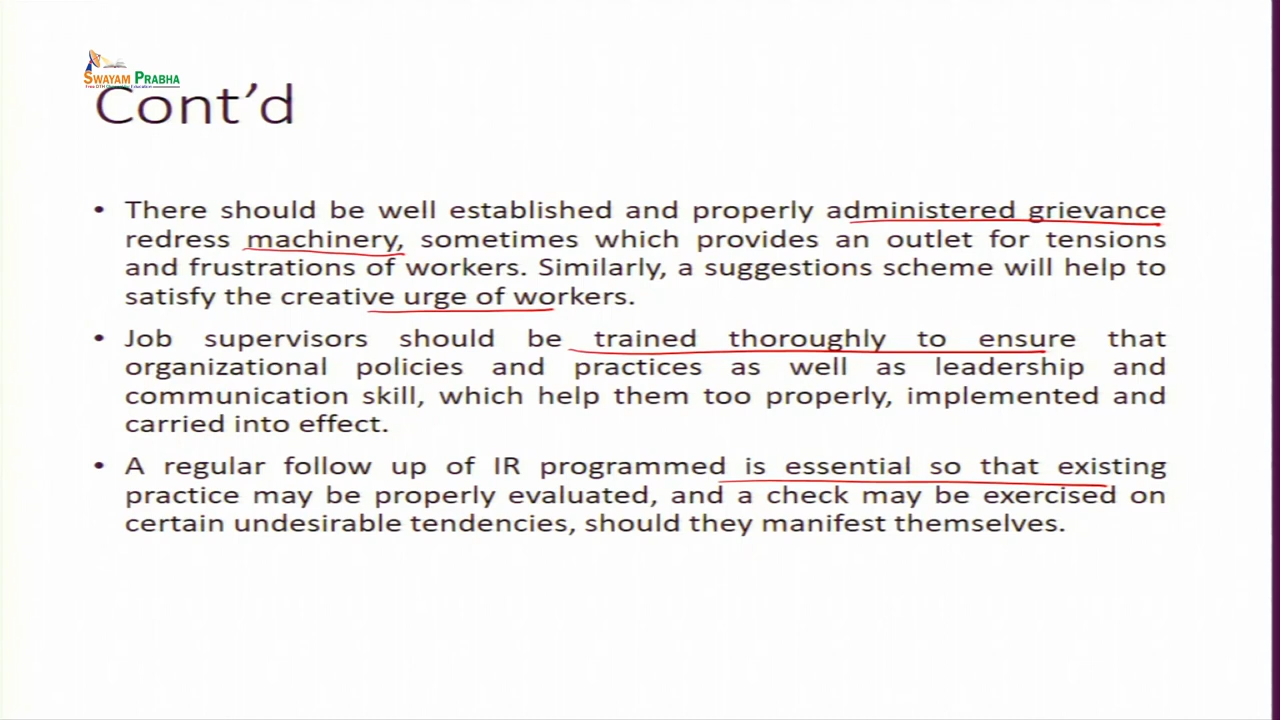 SWAYAM PRABHA
Cont’d
• There should be well established and properly administered grievance
redress machinery, sometimes which provides an outlet for tensions
and frustrations of workers. Similarly, a suggestions scheme will help to
satisfy the creative urge of workers.
• Job supervisors should be trained thoroughly to ensure that
organizational policies and practices as well as leadership and
communication skill, which help them too properly, implemented and
carried into effect.
• A regular follow up of IR programmed is essential so that existing
practice may be properly evaluated, and a check may be exercised on
certain undesirable tendencies, should they manifest themselves.